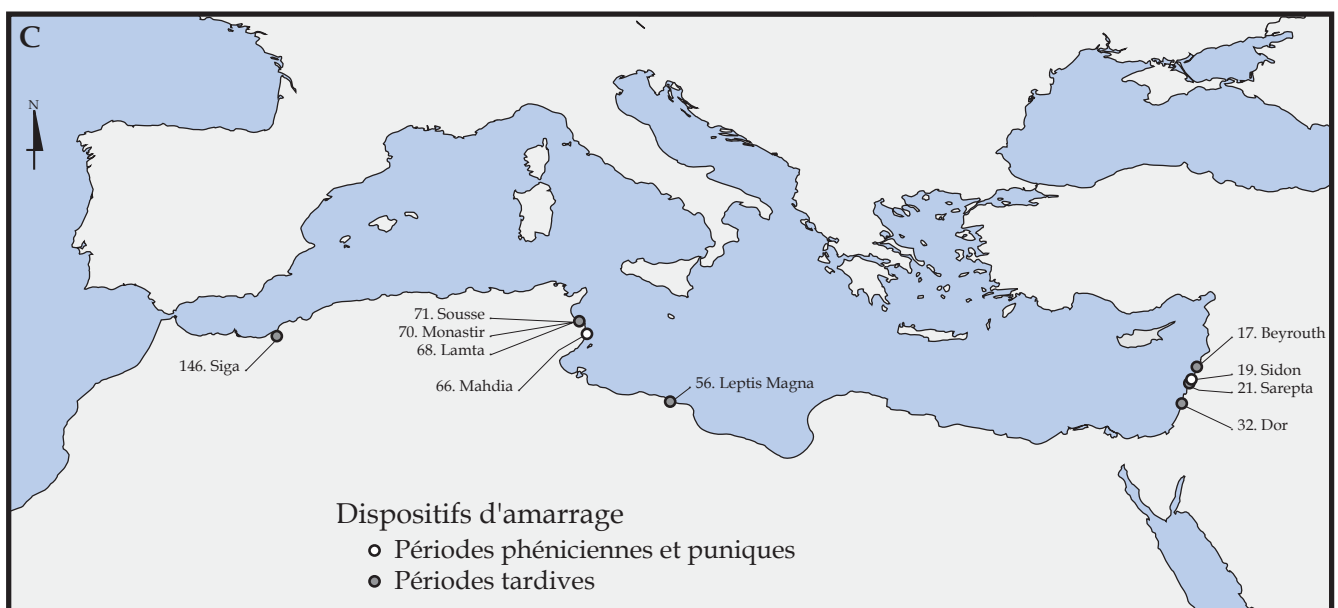 C
N
71. Sousse
70. Monastir
68. Lamta
66. Mahdia
146. Siga
56. Leptis Magna
17. Beyrouth
19. Sidon
21. Sarepta
32. Dor
Dispositifs d'amarrage
Périodes phéniciennes et puniques
Périodes tardives